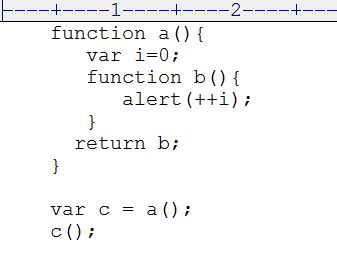 ├----+----1----+----2----+---
function a(){
   var i=0;
   function b(){
      alert(++i);
   }
  return b;
}

var c = a();
c();